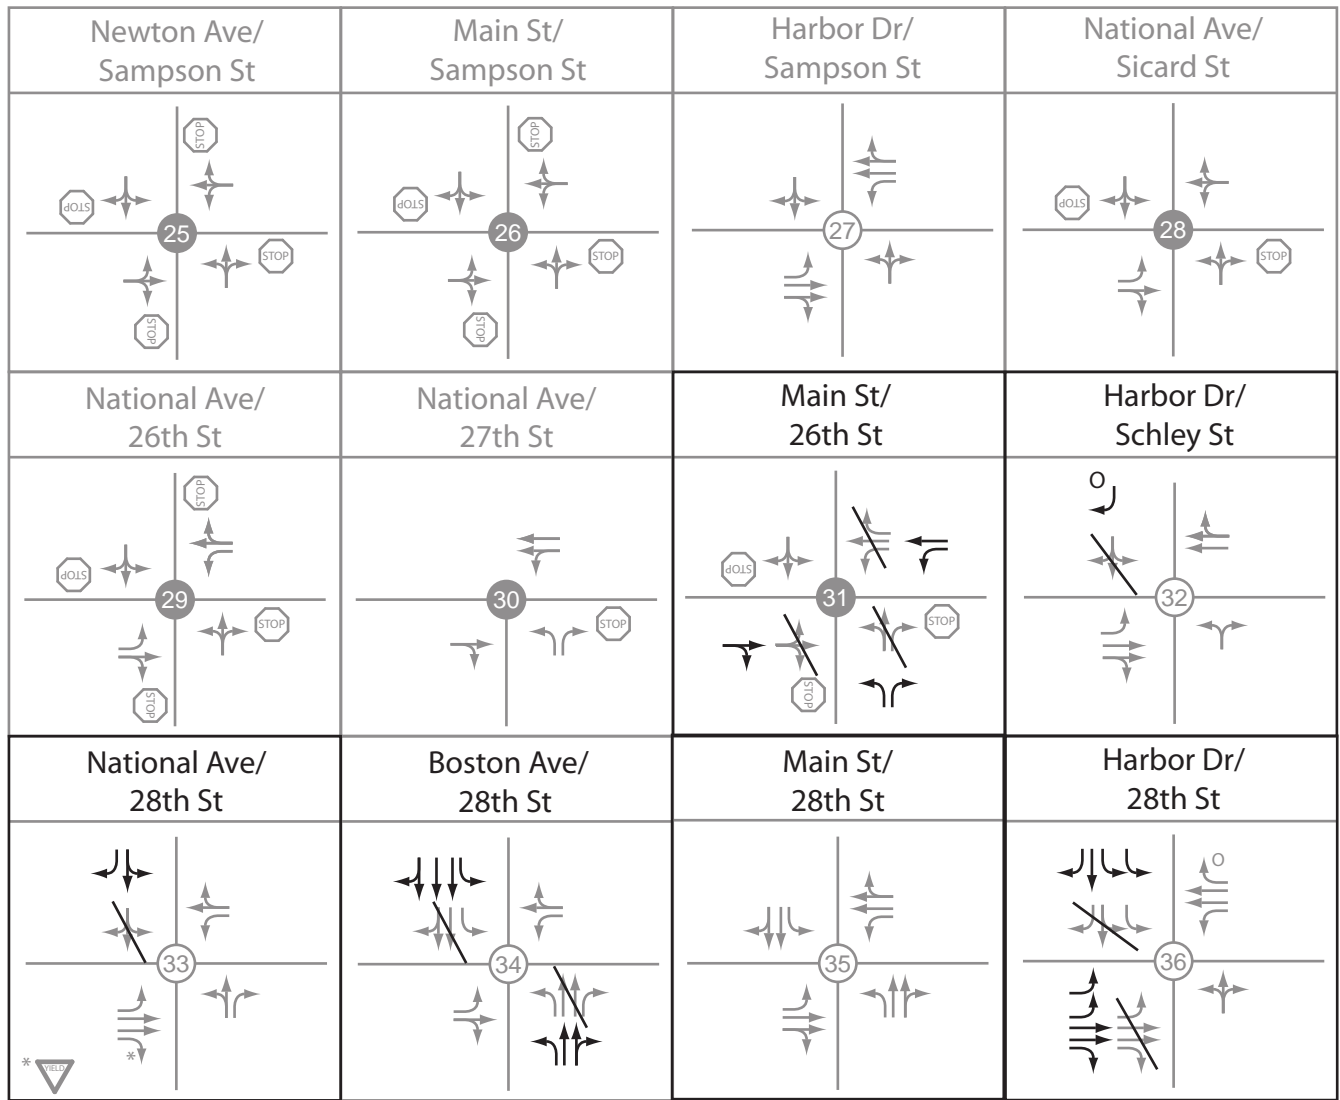 Newton Ave/
Sampson St
Main St/
Sampson St
Harbor Dr/
Sampson St
National Ave/
Sicard St
STOP
STOP
25
STOP
STOP
STOP
STOP
26
STOP
STOP
27
STOP
28
STOP
National Ave/
26th St
National Ave/
27th St
Main St/
26th St
Harbor Dr/
Schley St
STOP
STOP
29
STOP
STOP
30
STOP
STOP
31
STOP
STOP
O
32
National Ave/
28th St
Boston Ave/
28th St
Main St/
28th St
Harbor Dr/
28th St
33
*
* YIELD
34
35
O
36